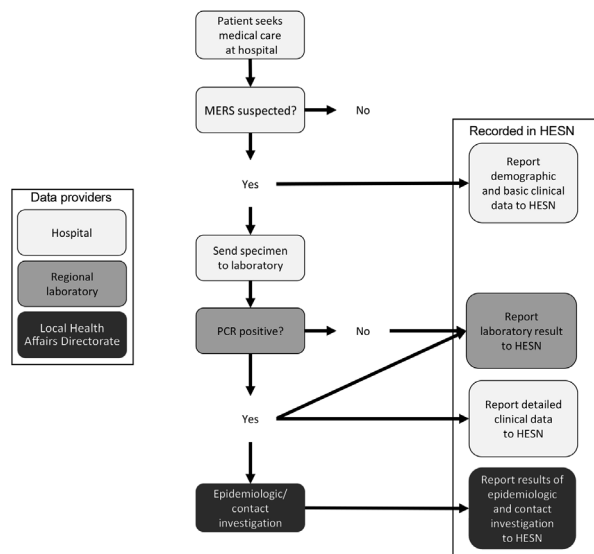 Patient seeks
medical care
at hospital
MERS suspected?
No
Recorded in HESN
Report
demographic
and basic clinical
data to HESN
Yes
Data providers
Hospital
Regional
laboratory
Local Health
Affairs Directorate
Send specimen
to laboratory
PCR positive?
No
Report
laboratory result
to HESN
Yes
Report detailed
clinical data
to HESN
Epidemiologic/
contact
investigation
Report results of
epidemiologic
and contact
investigation
to HESN